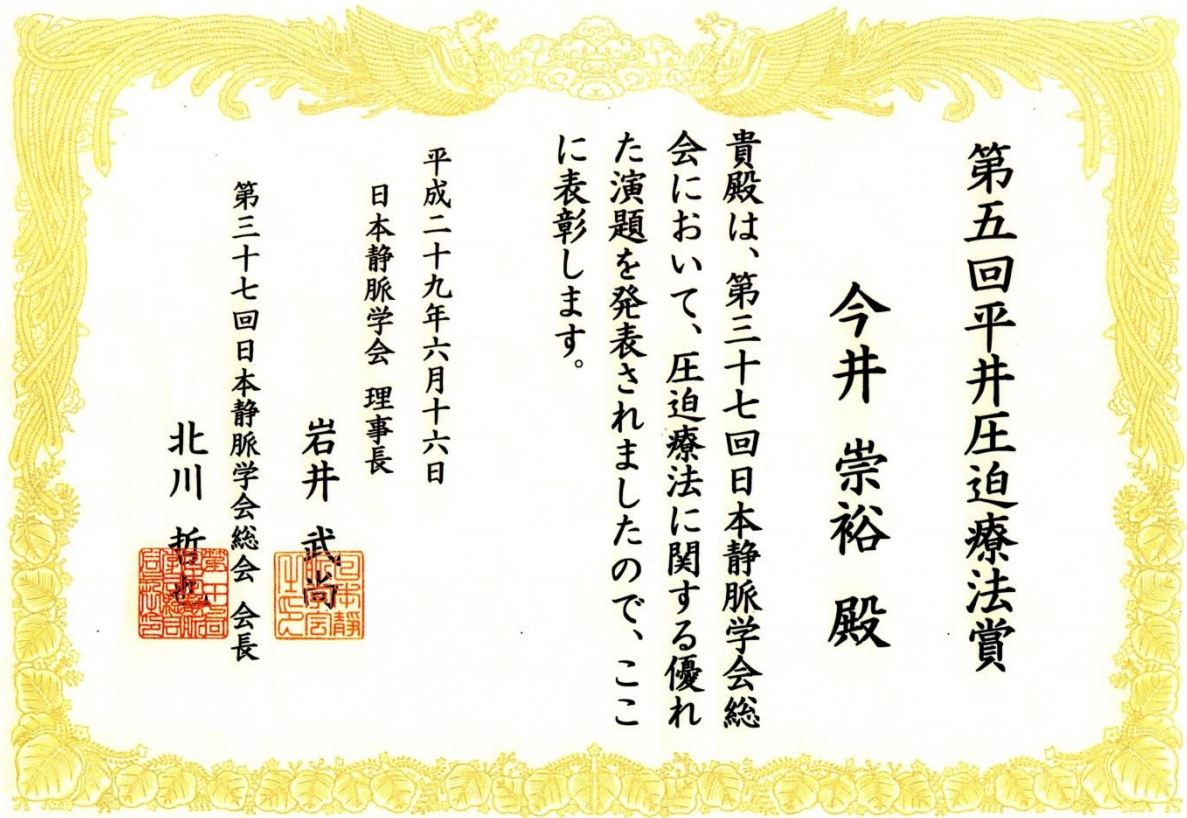 第五回平井圧迫療法賞
今井 崇裕 殿
貴殿は、第三十七回日本静脈学会総
会において、圧迫療法に関する優れ
た演題を発表されましたので、ここ
に表彰します。
平成二十九年六月十六日
日本静脈学会 理事長
岩井 武尚
第三十七回日本静脈学会総会 会長
北川 哲也